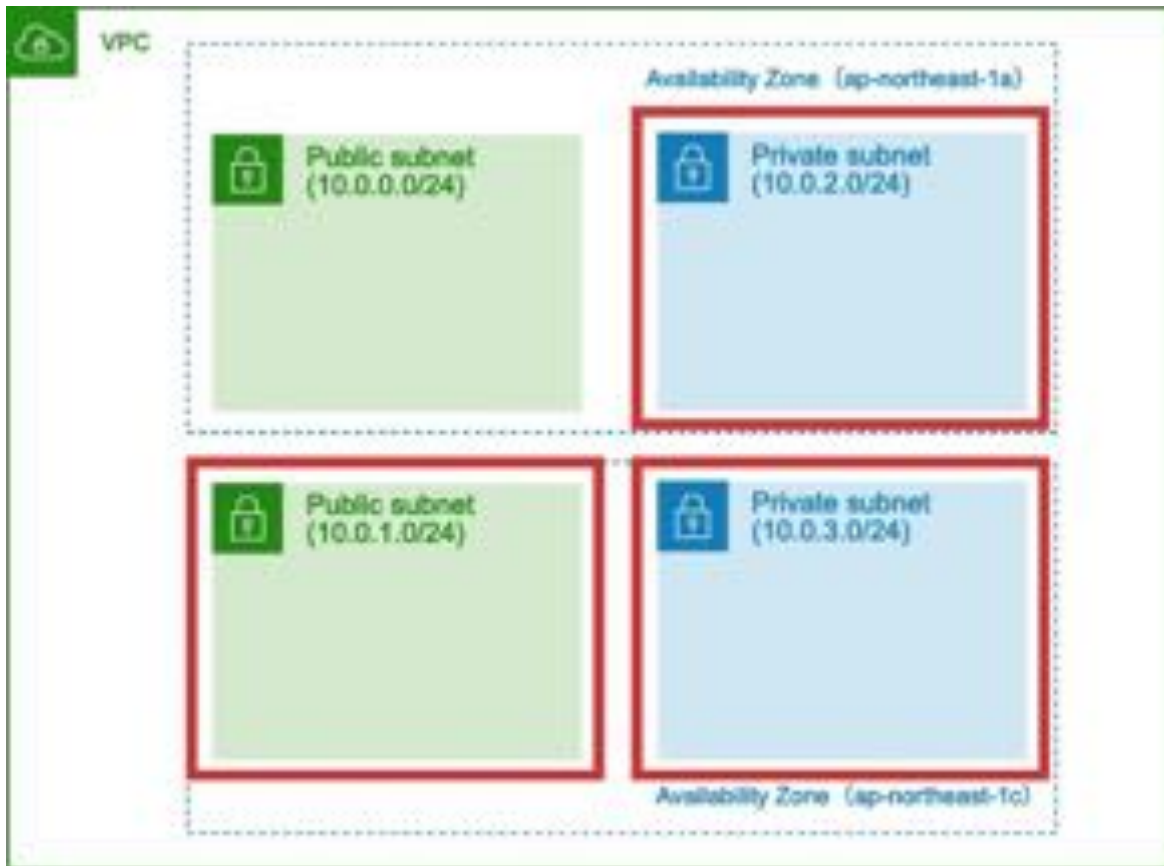 VPC
Availability Zone（ap-northeast-1a）
Public subnet
(10.0.0.0/24)
Private subnet
(10.0.2.0/24)
Public subnet
(10.0.1.0/24)
Private subnet
(10.0.3.0/24)
Availability Zone（ap-northeast-1c）